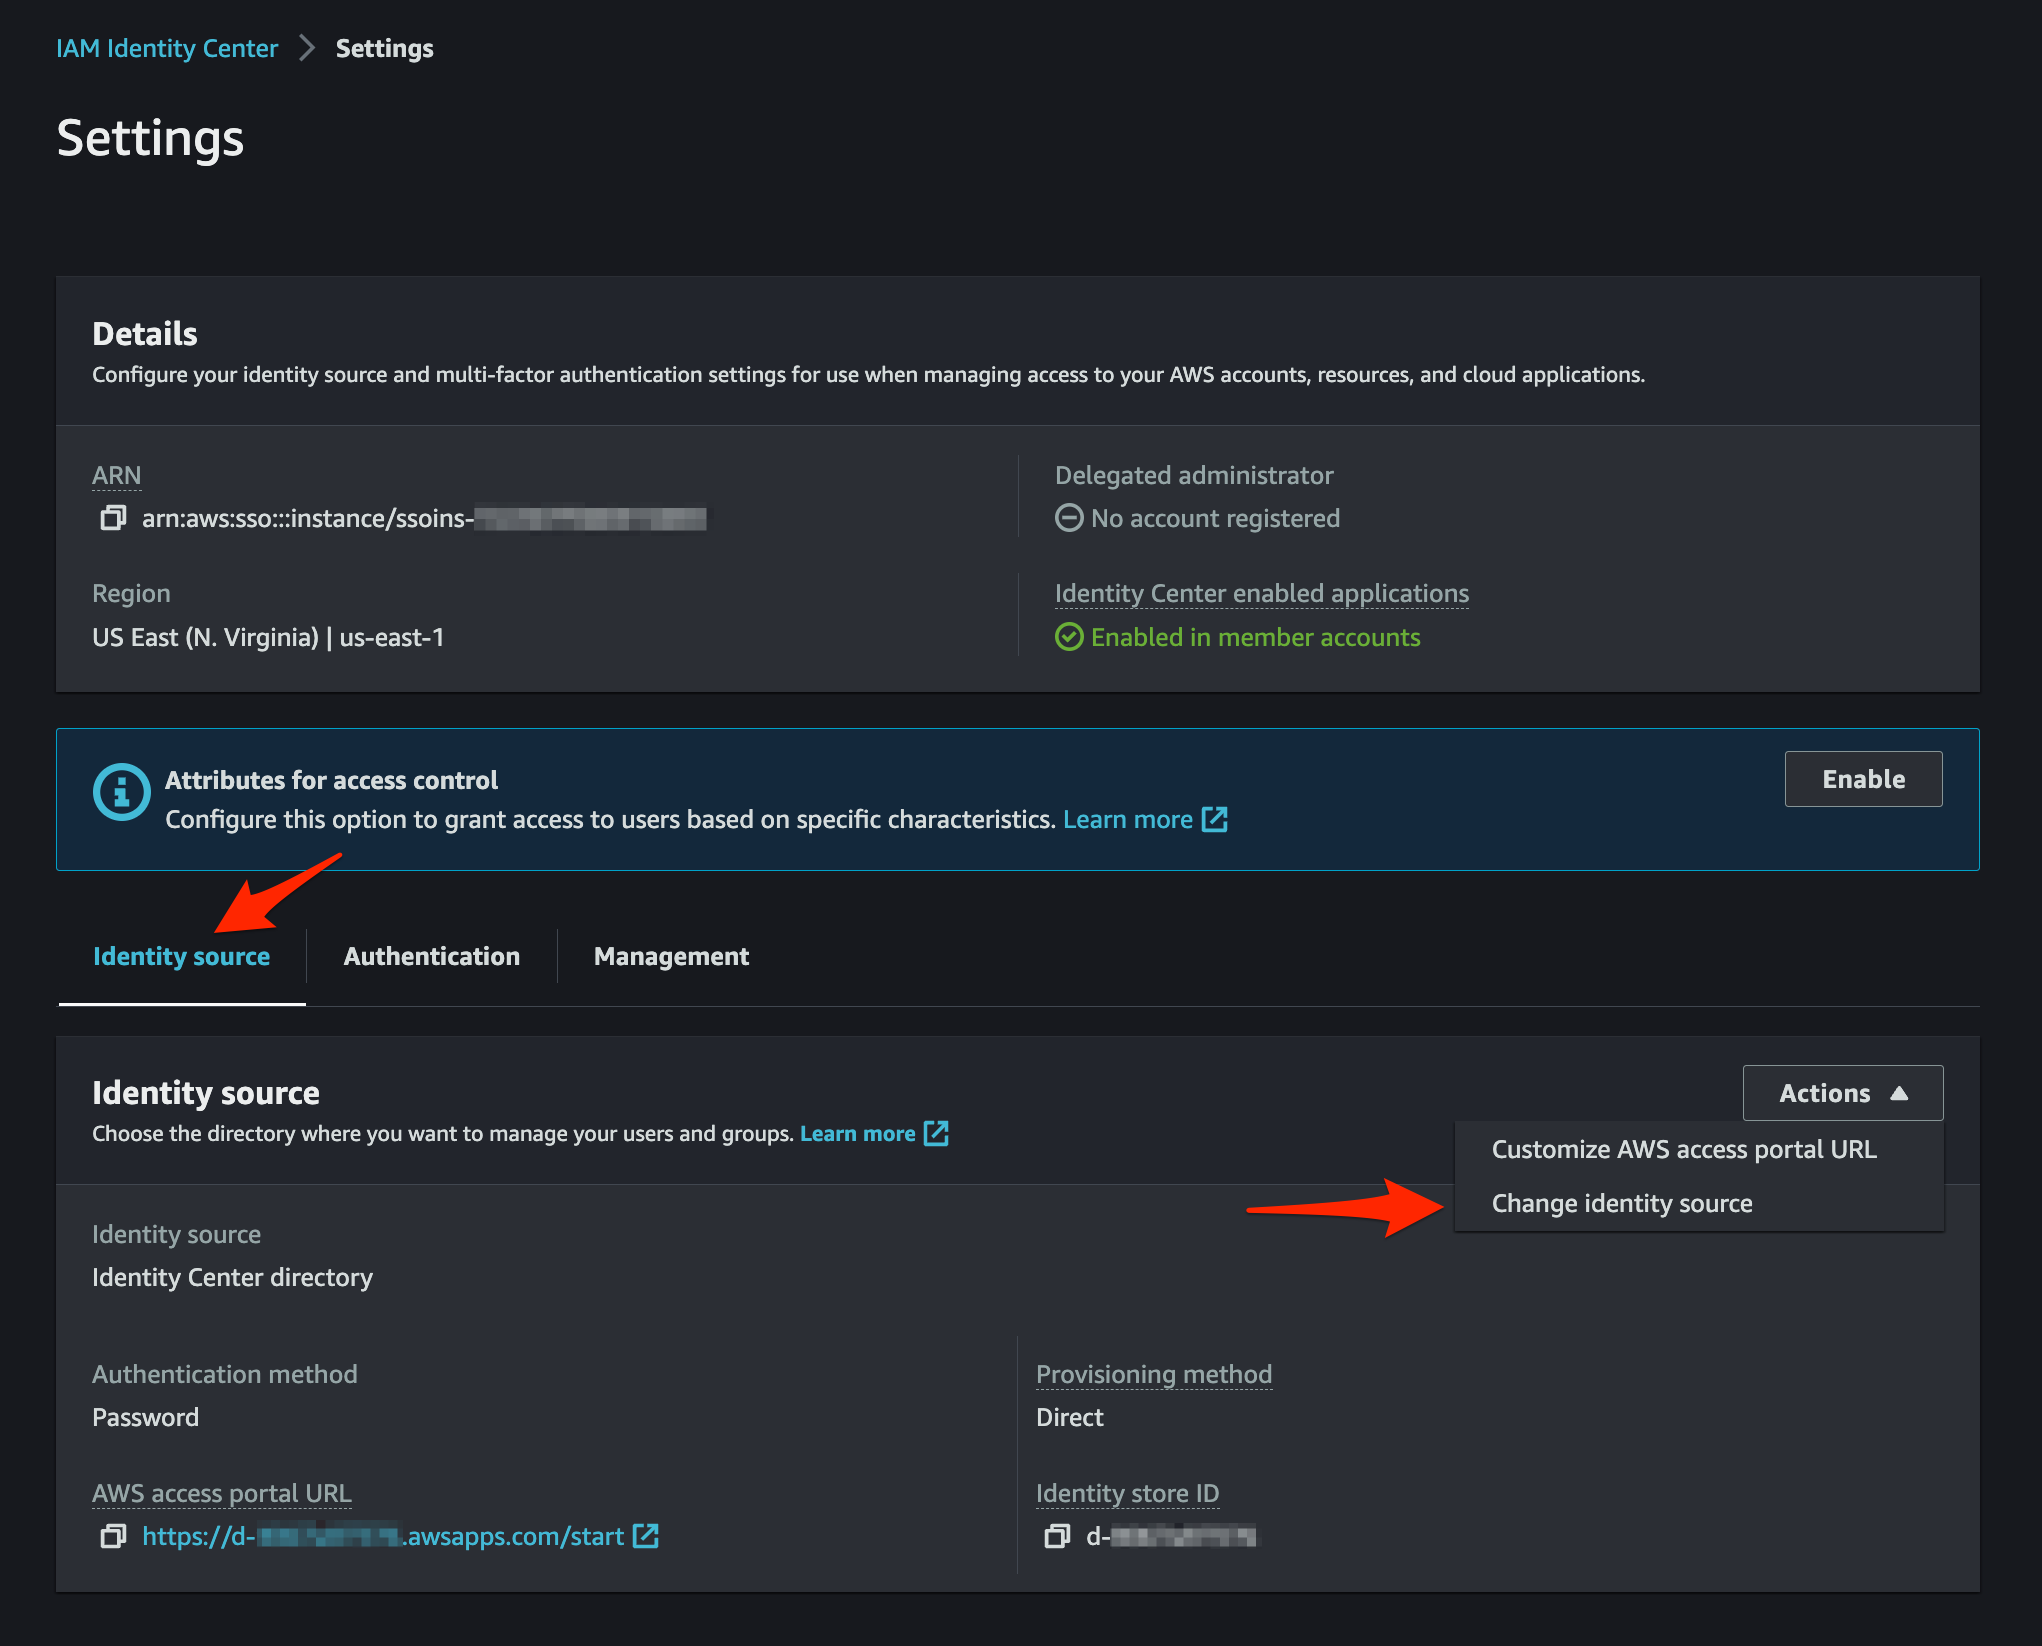 IAM Identity Center > Settings
Settings
Details
Configure your identity source and multi-factor authentication settings for use when managing access to your AWS accounts, resources, and cloud applications.
ARN
arn:aws:sso:::instance/ssoins-
Delegated administrator
No account registered
Region
US East (N. Virginia) | us-east-1
Identity Center enabled applications
Enabled in member accounts
Attributes for access control
Configure this option to grant access to users based on specific characteristics. Learn more
Enable
Identity source
Authentication
Management
Identity source
Choose the directory where you want to manage your users and groups. Learn more
Actions
Customize AWS access portal URL
Change identity source
Identity source
Identity Center directory
Authentication method
Password
Provisioning method
Direct
AWS access portal URL
https://d- .awsapps.com/start
Identity store ID
d-